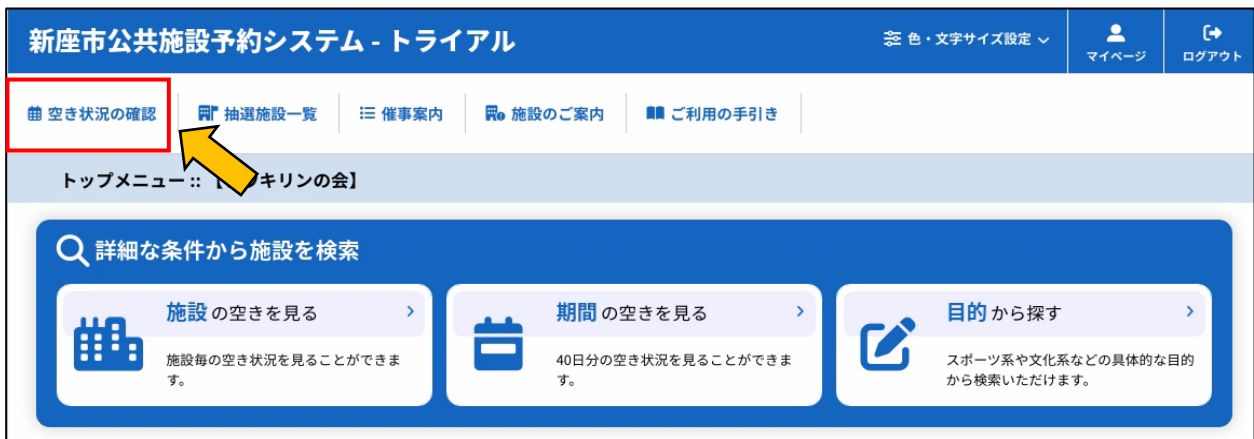 新座市公共施設予約システム - トライアル
色・文字サイズ設定
マイページ
ログアウト
空き状況の確認
抽選施設一覧
催事案内
施設のご案内
ご利用の手引き
トップメニュー :: 【 キリンの会】
詳細な条件から施設を検索
施設 の空きを見る
施設毎の空き状況を見ることができま
す。
期間 の空きを見る
40日分の空き状況を見ることができま
す。
目的 から探す
スポーツ系や文化系などの具体的な目的
から検索いただけます。